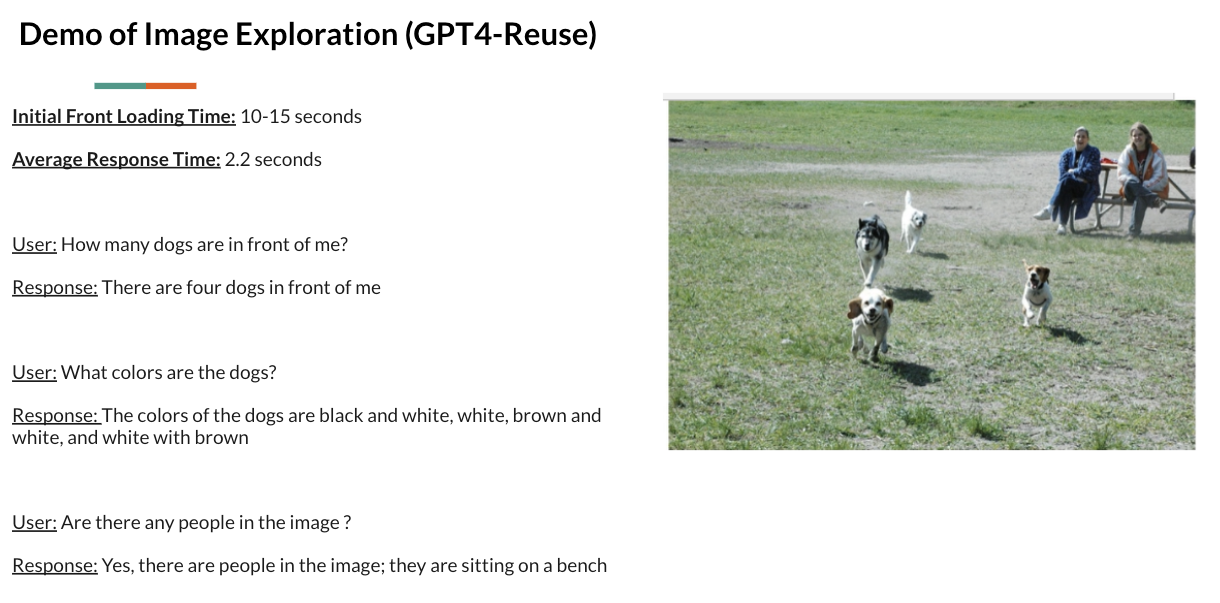 Demo of Image Exploration (GPT4-Reuse)
Initial Front Loading Time: 10-15 seconds
Average Response Time: 2.2 seconds
User: How many dogs are in front of me?
Response: There are four dogs in front of me
User: What colors are the dogs?
Response: The colors of the dogs are black and white, white, brown and
white, and white with brown
User: Are there any people in the image ?
Response: Yes, there are people in the image; they are sitting on a bench